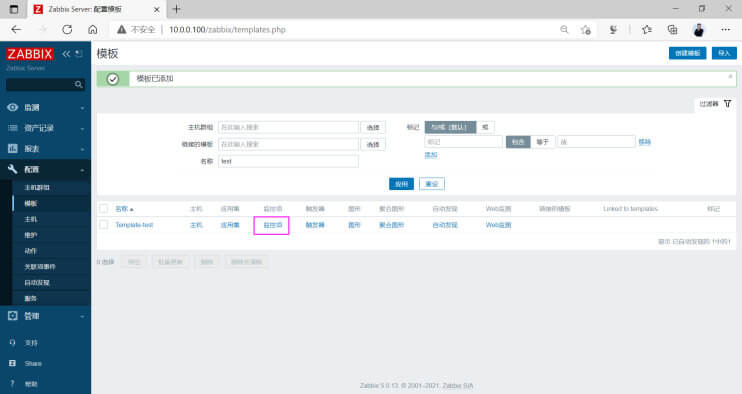 Zabbix Server: 配置模板
不安全 | 10.0.0.100/zabbix/templates.php
ZABBIX
Zabbix Server
模板
创建模板
导入
模板已添加
监测
资产记录
报表
配置
主机群组
模板
主机
维护
动作
关联项事件
自动发现
服务
管理
支持
Share
帮助
过滤器
主机群组 在此输入搜索 选择
标记 与/或（默认） 或
链接的模板 在此输入搜索 选择
标记 包含 等于 值 移除
名称 test
添加
应用 重设
名称 主机 应用集 监控项 触发器 图形 聚合图形 自动发现 Web监测 链接的模板 Linked to templates 标记
Template-test 主机 应用集 监控项 触发器 图形 聚合图形 自动发现 Web监测
显示 已自动发现的 1中的1
0 选择 导出 批量更新 删除 删除并清除
Zabbix 5.0.13. © 2001–2021, Zabbix SIA